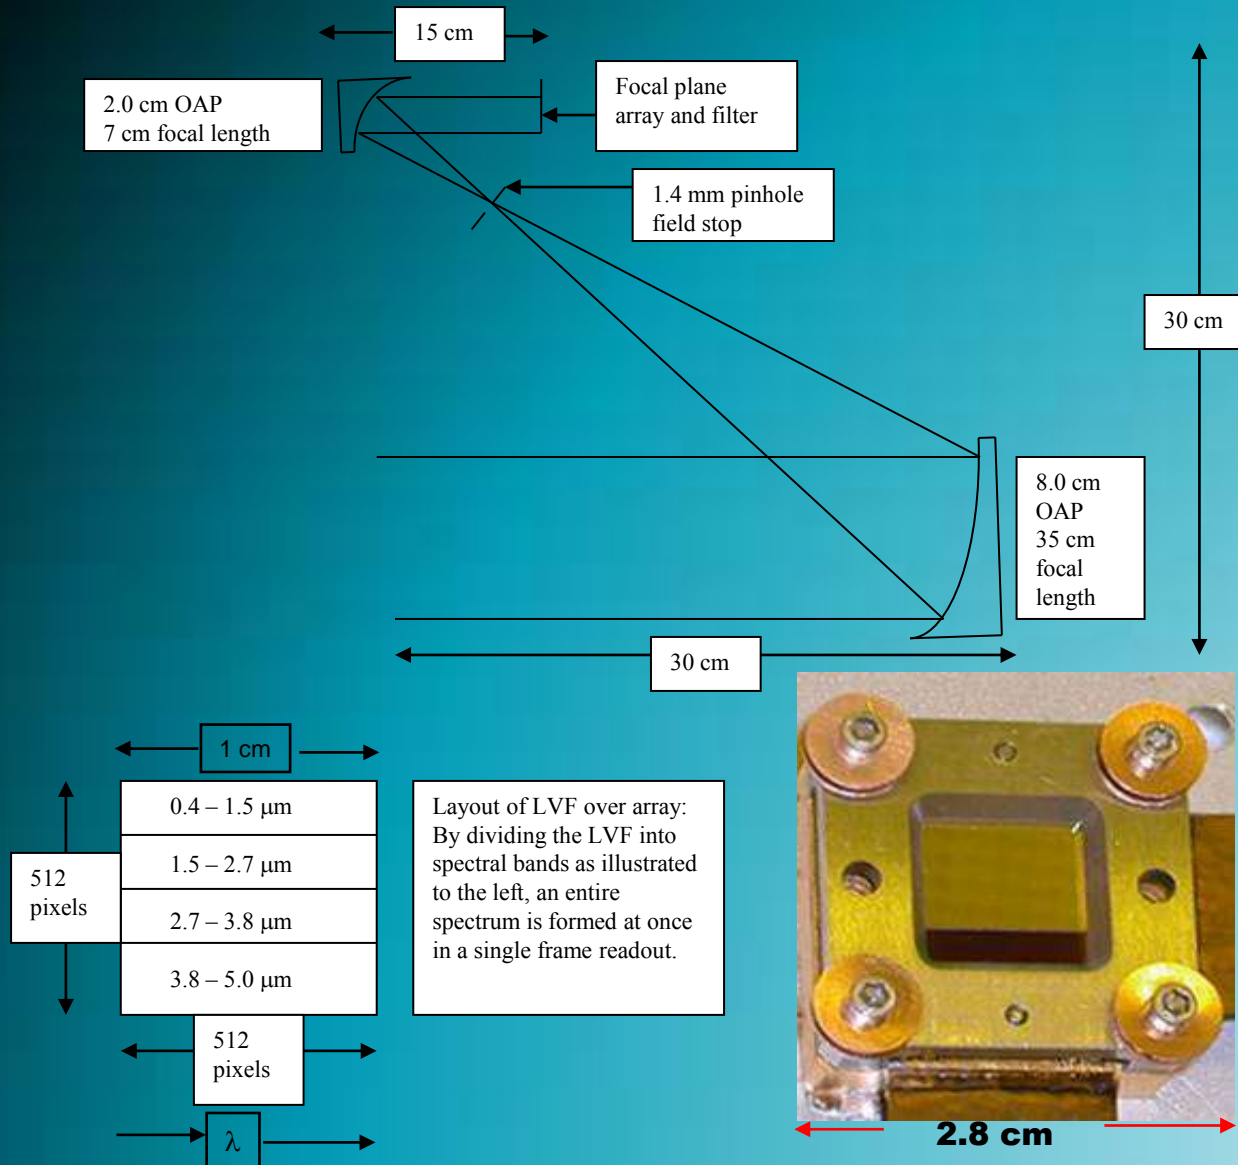 15 cm
2.0 cm OAP
7 cm focal length
Focal plane
array and filter
1.4 mm pinhole
field stop
30 cm
8.0 cm
OAP
35 cm
focal
length
30 cm
1 cm
0.4 – 1.5 μm
1.5 – 2.7 μm
2.7 – 3.8 μm
3.8 – 5.0 μm
512
pixels
512
pixels
λ
Layout of LVF over array:
By dividing the LVF into
spectral bands as illustrated
to the left, an entire
spectrum is formed at once
in a single frame readout.
2.8 cm